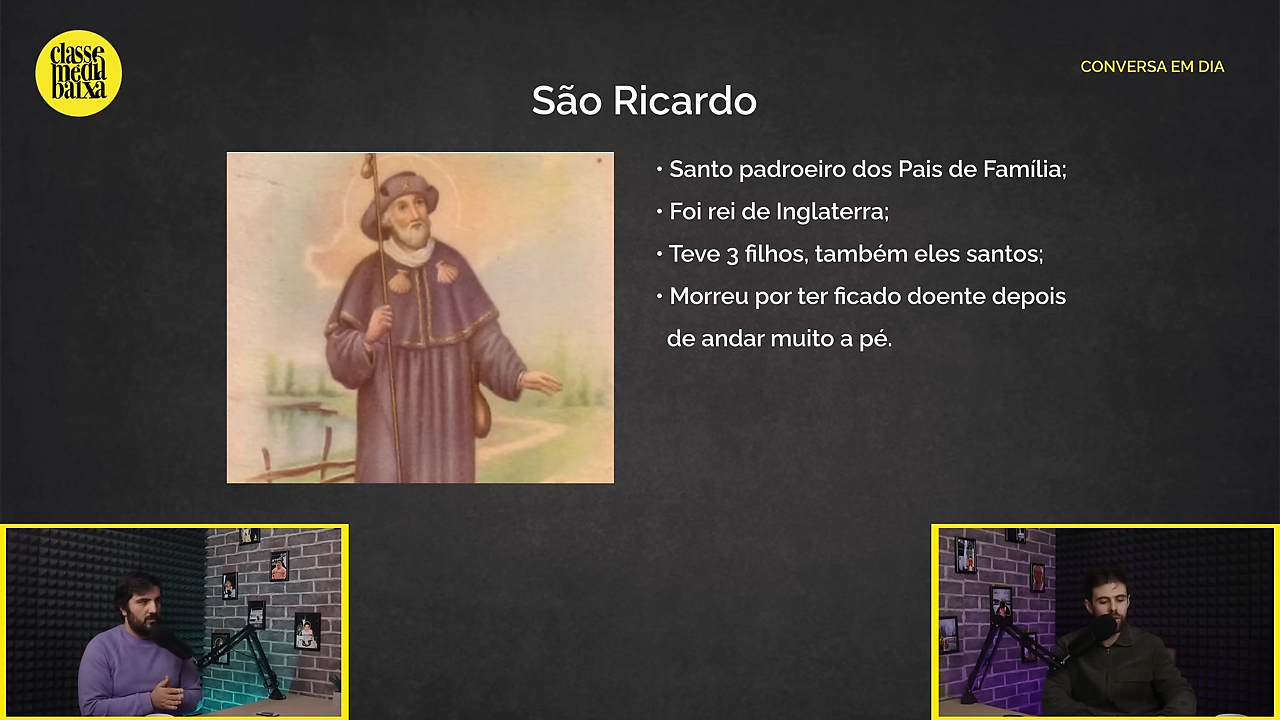 classe
média
baixa
CONVERSA EM DIA
São Ricardo
• Santo padroeiro dos Pais de Família;
• Foi rei de Inglaterra;
• Teve 3 filhos, também eles santos;
• Morreu por ter ficado doente depois
de andar muito a pé.